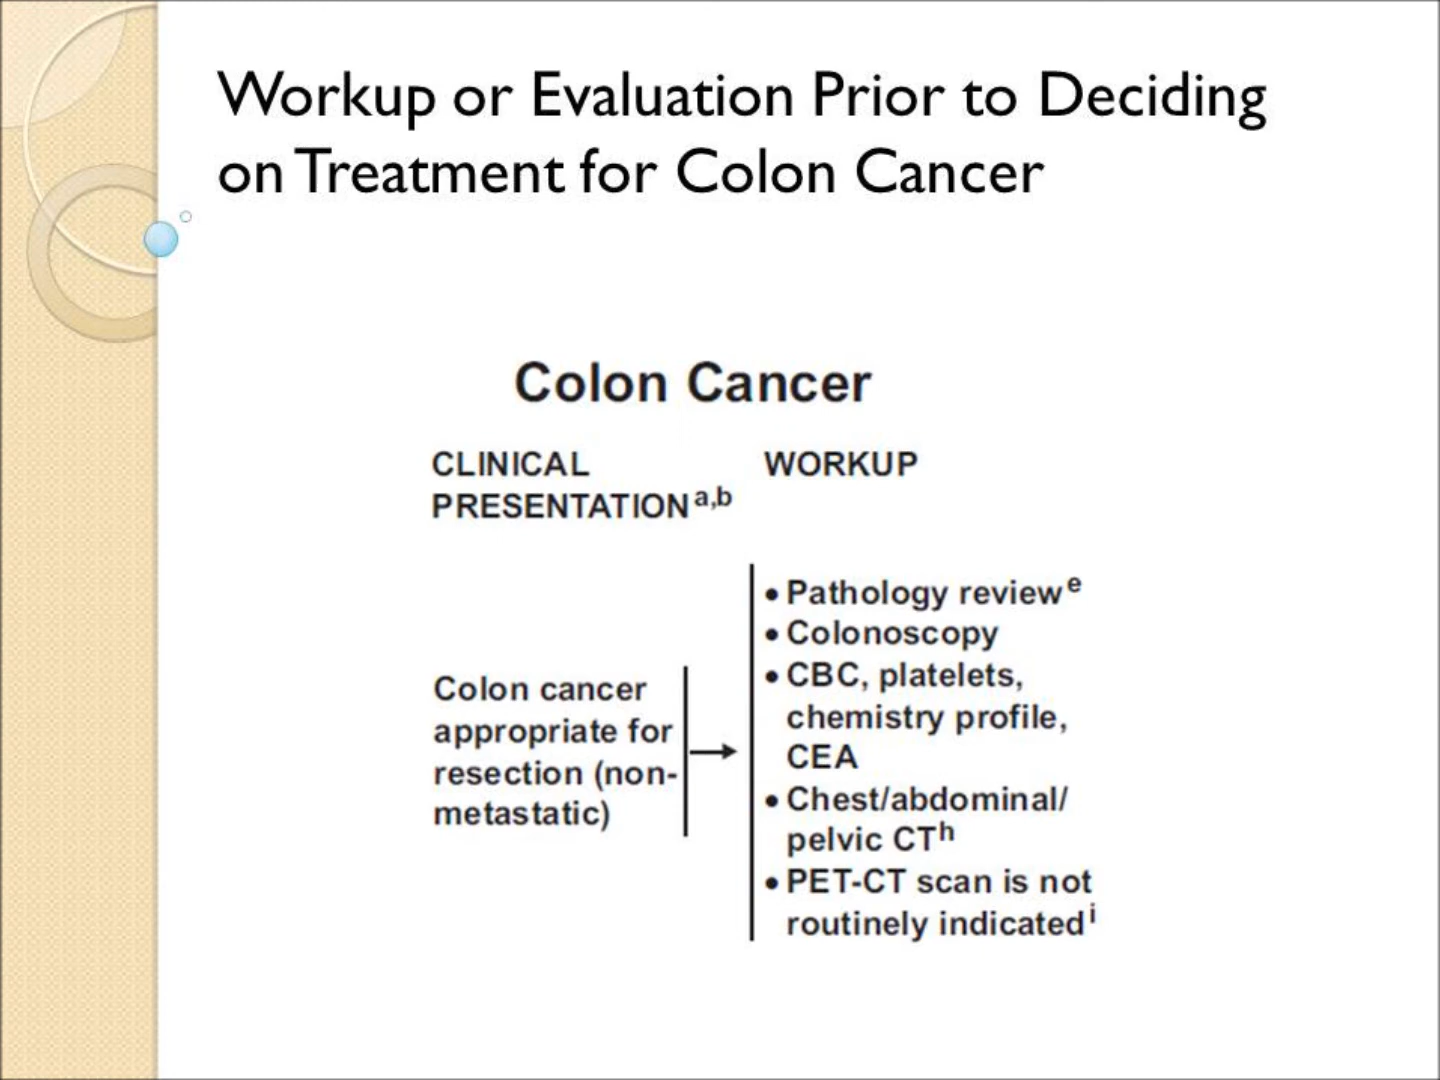 Workup or Evaluation Prior to Deciding
on Treatment for Colon Cancer
Colon Cancer
CLINICAL
PRESENTATION a,b
WORKUP
Colon cancer
appropriate for
resection (non-
metastatic)
• Pathology review e
• Colonoscopy
• CBC, platelets,
chemistry profile,
CEA
• Chest/abdominal/
pelvic CT h
• PET-CT scan is not
routinely indicated i